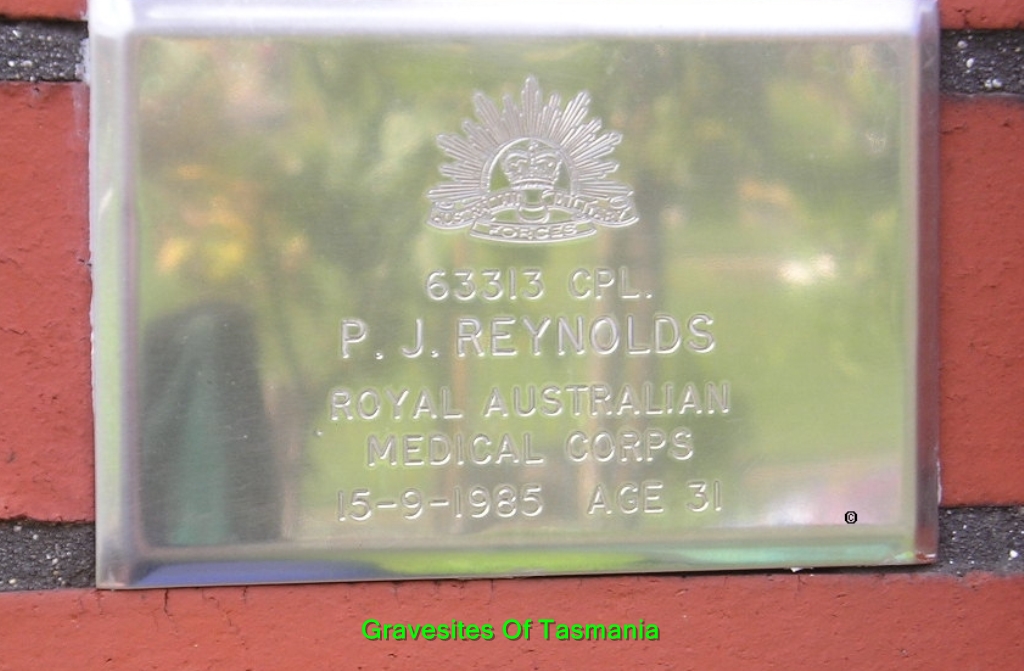 AUSTRALIAN MILITARY
FORCES
63313 CPL.
P. J. REYNOLDS
ROYAL AUSTRALIAN
MEDICAL CORPS
15-9-1985 AGE 31
©
Gravesites Of Tasmania